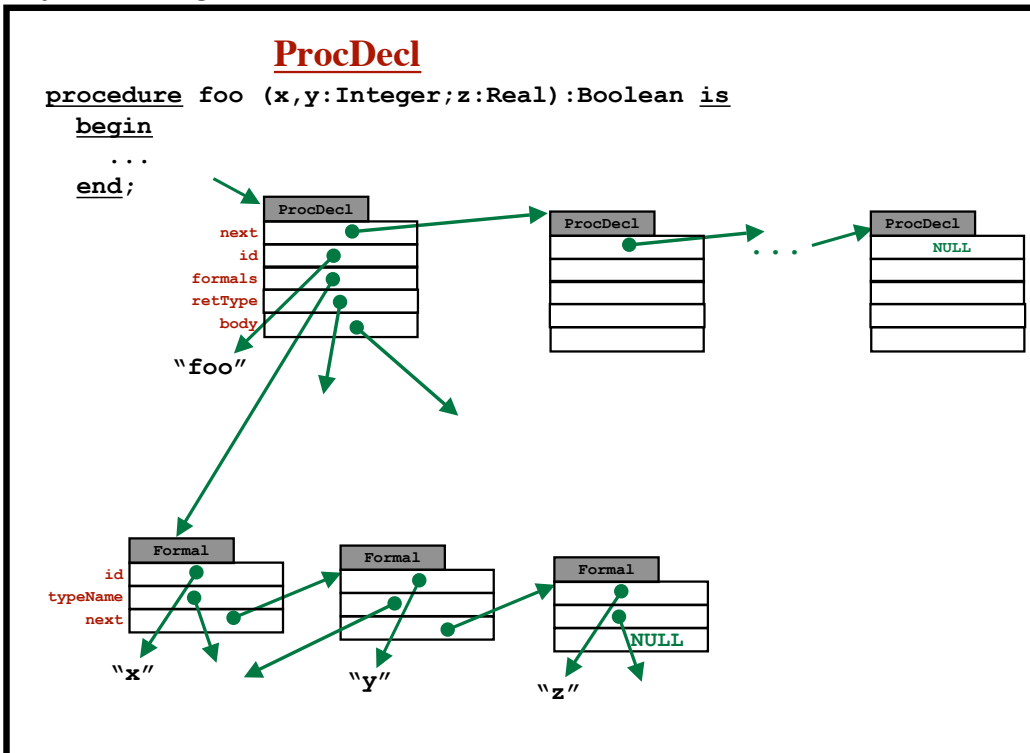 ProcDecl
procedure foo (x,y:Integer;z:Real):Boolean is
begin
...
end;
ProcDecl
ProcDecl
ProcDecl
next
NULL
id
...
formals
retType
body
“foo”
Formal
Formal
Formal
id
typeName
next
NULL
“x”
“y”
“z”